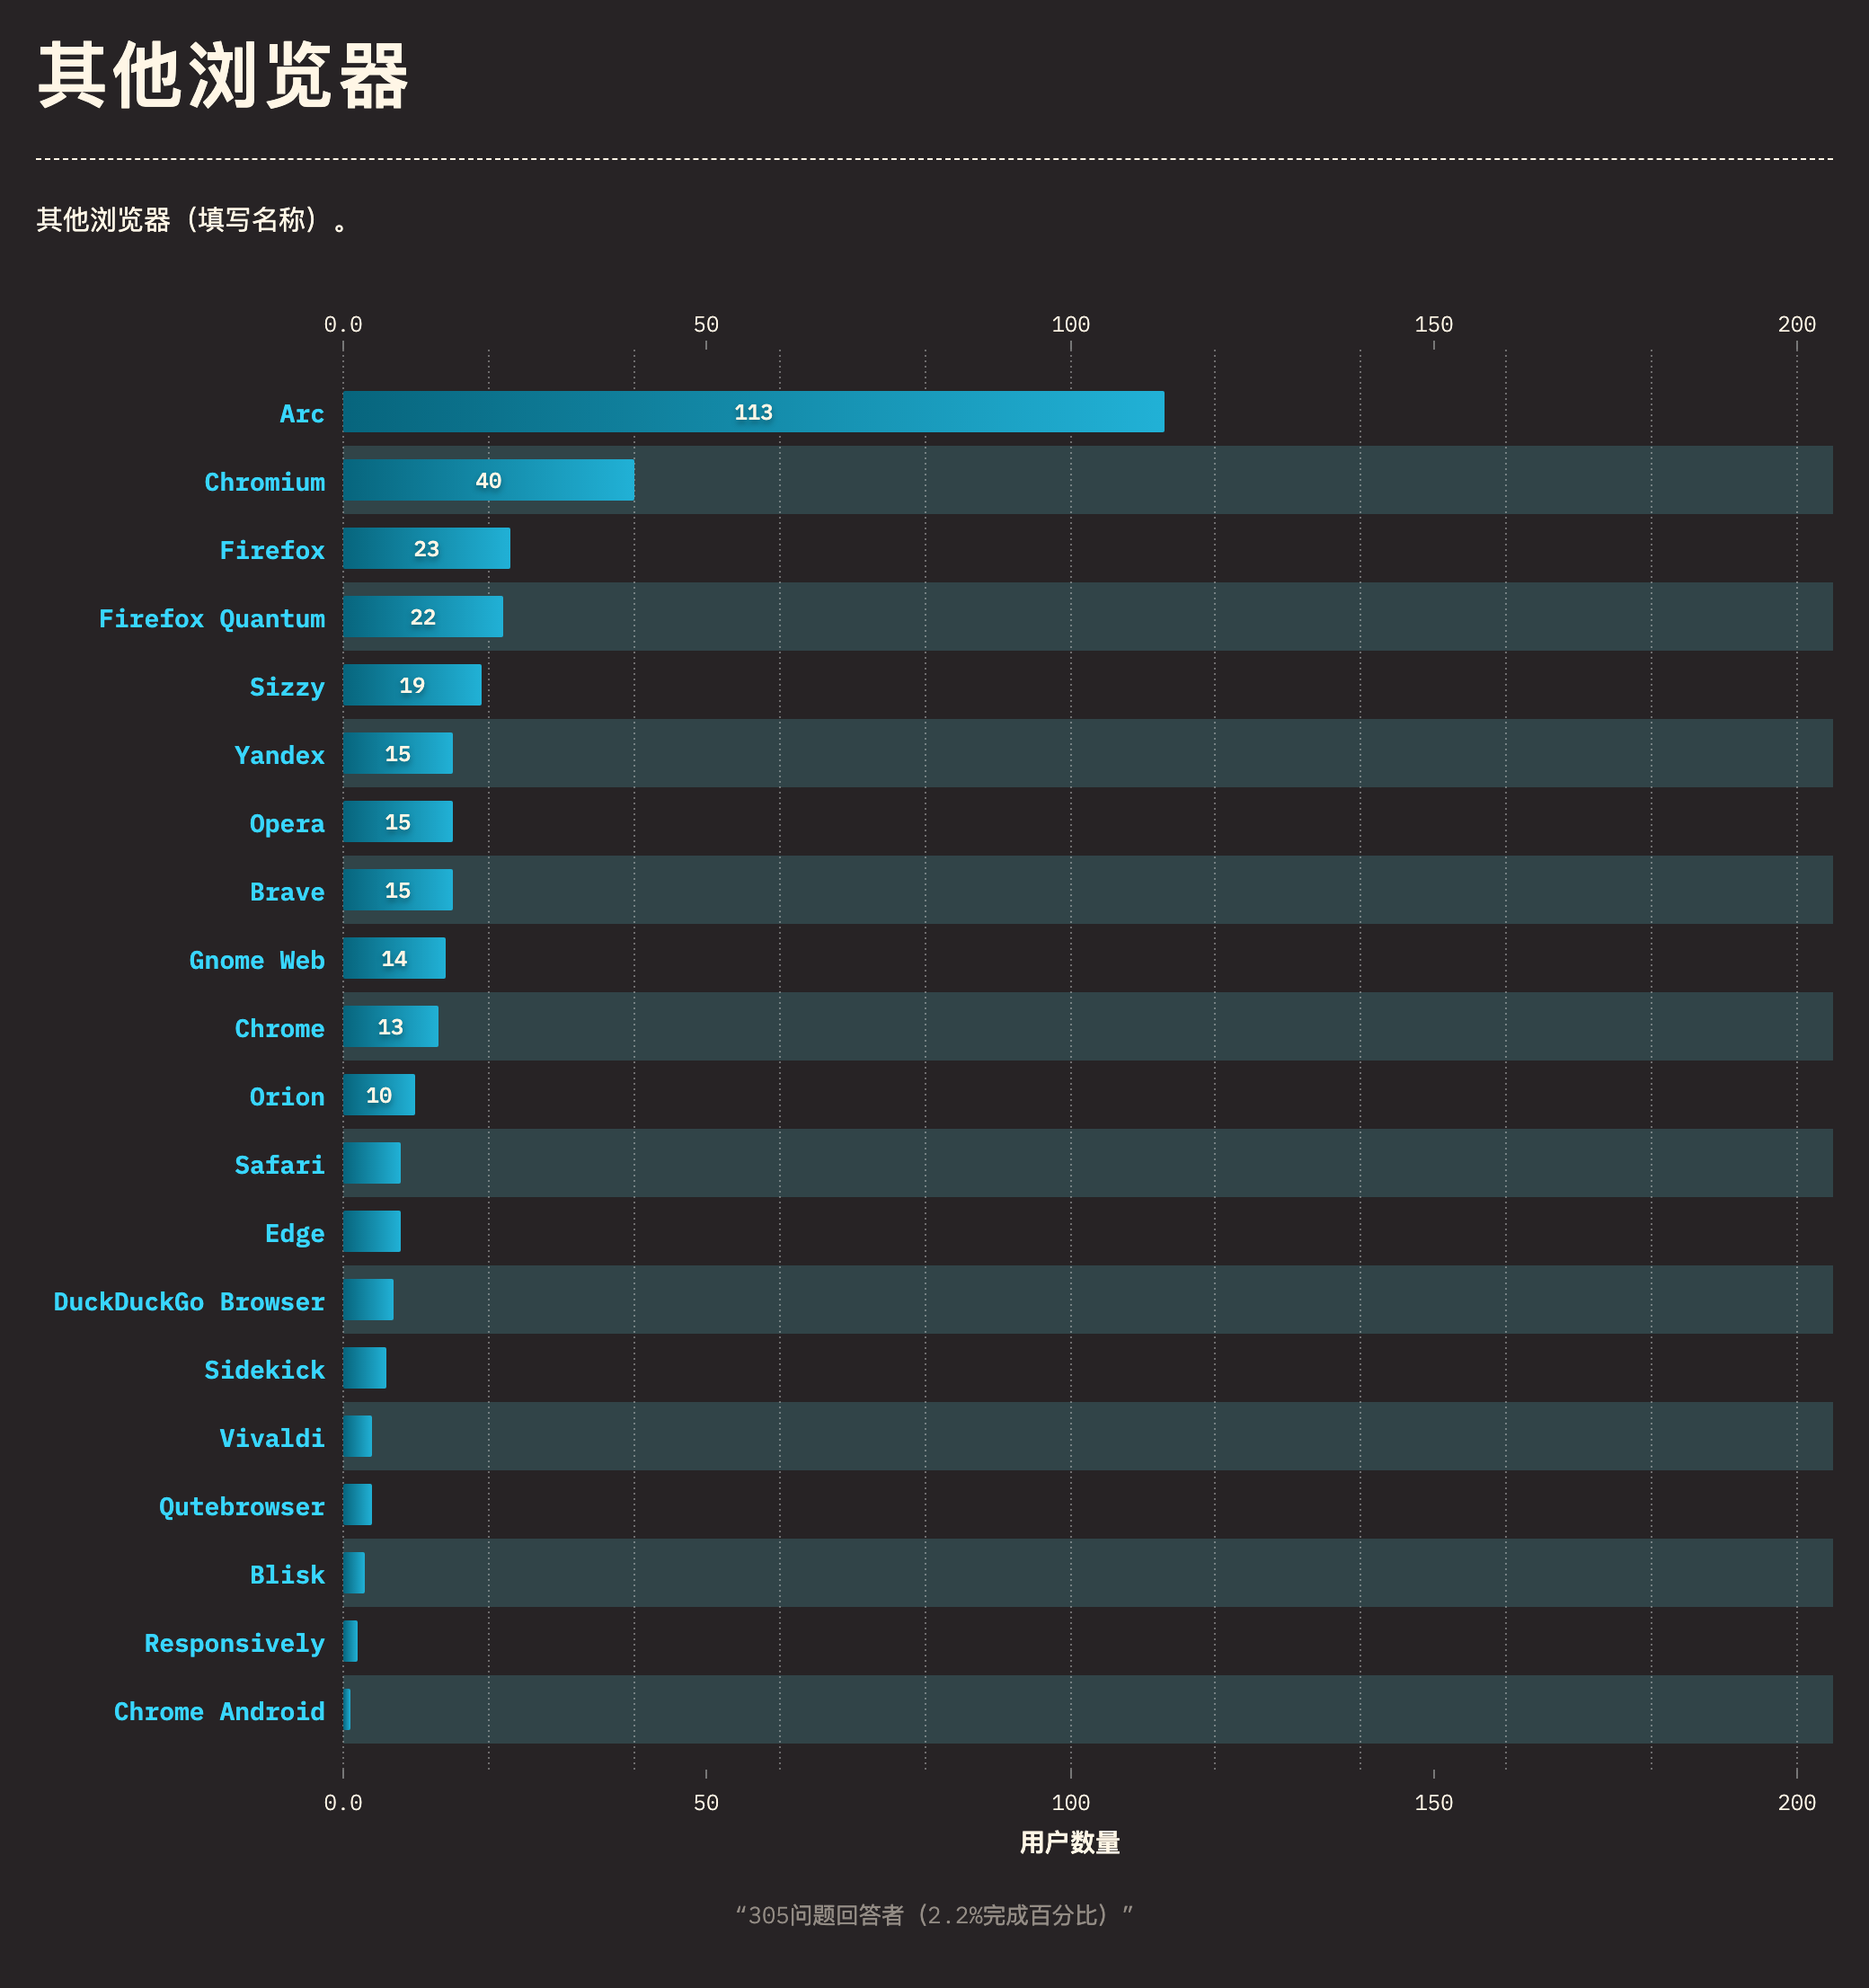 其他浏览器
其他浏览器（填写名称）。
0.0 50 100 150 200
Arc 113
Chromium 40
Firefox 23
Firefox Quantum 22
Sizzy 19
Yandex 15
Opera 15
Brave 15
Gnome Web 14
Chrome 13
Orion 10
Safari
Edge
DuckDuckGo Browser
Sidekick
Vivaldi
Qutebrowser
Blisk
Responsively
Chrome Android
0.0 50 100 150 200
用户数量
“305问题回答者（2.2%完成百分比）”